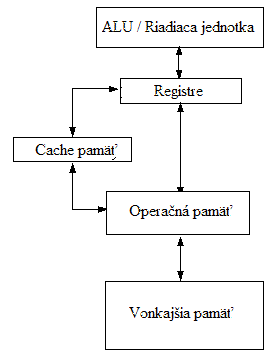 ALU / Riadiaca jednotka
Registre
Cache pamäť
Operačná pamäť
Vonkajšia pamäť